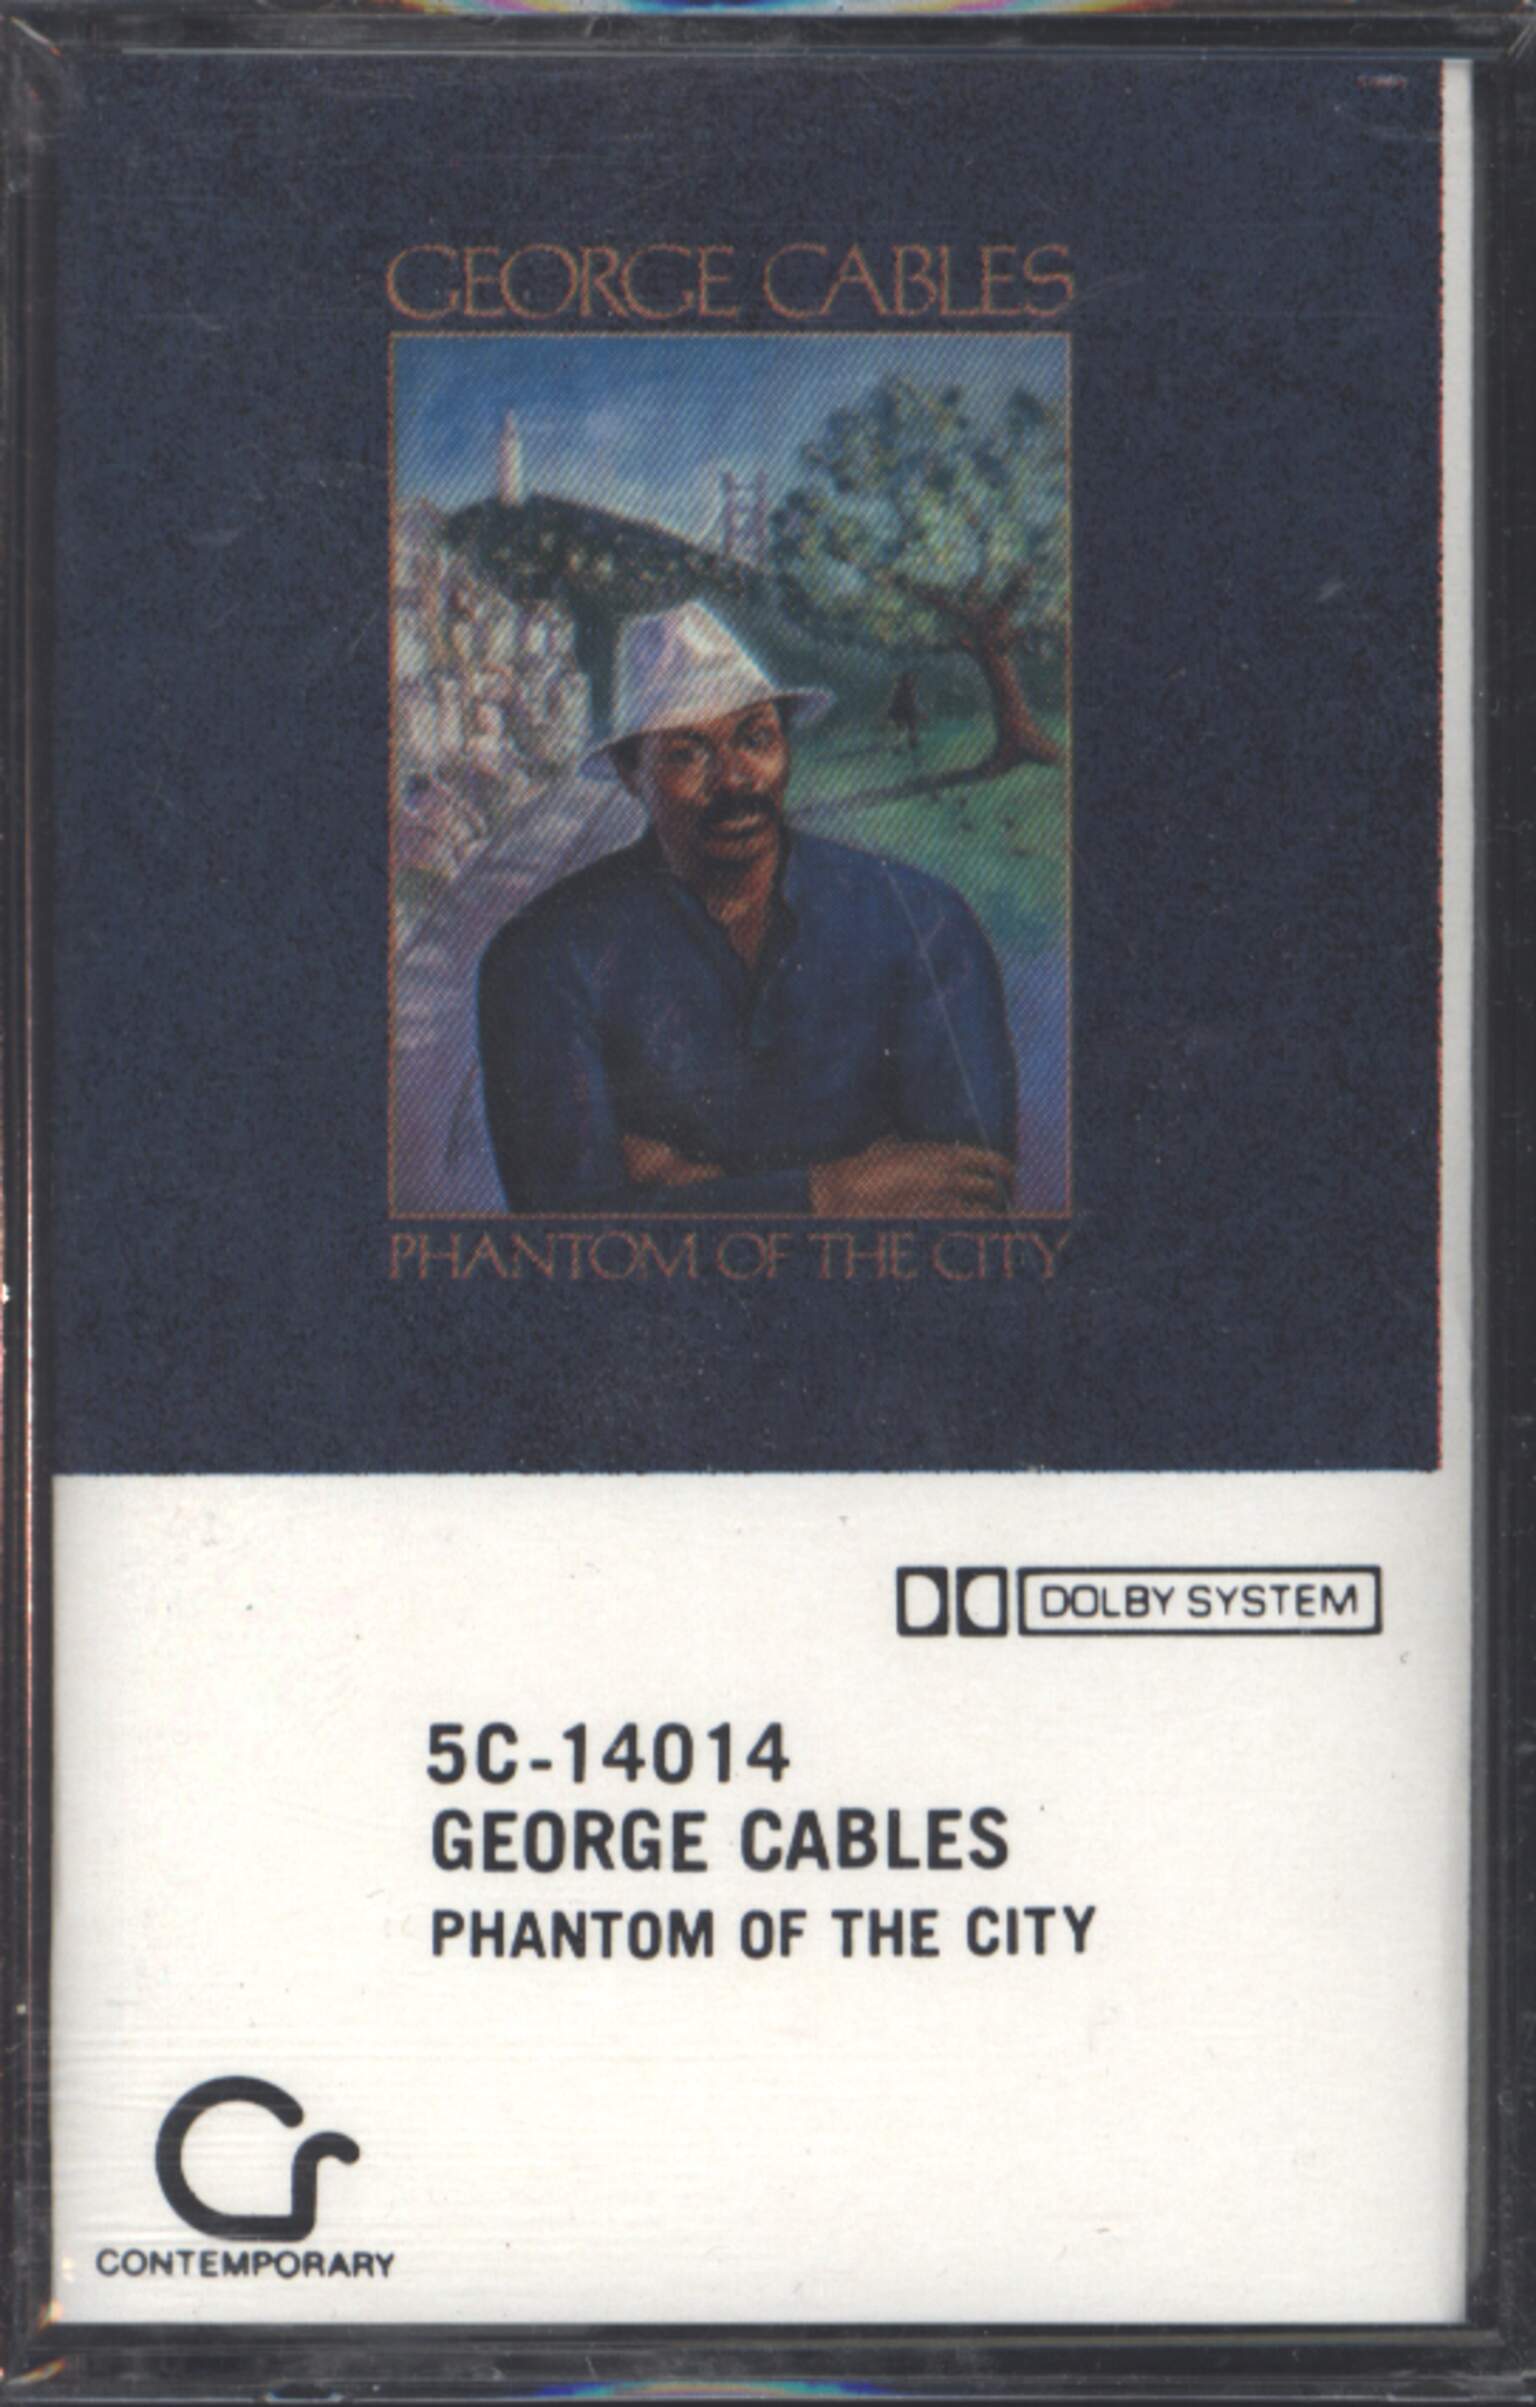 GEORGE CABLES
PHANTOM OF THE CITY
DOLBY SYSTEM
5C-14014
GEORGE CABLES
PHANTOM OF THE CITY
CONTEMPORARY